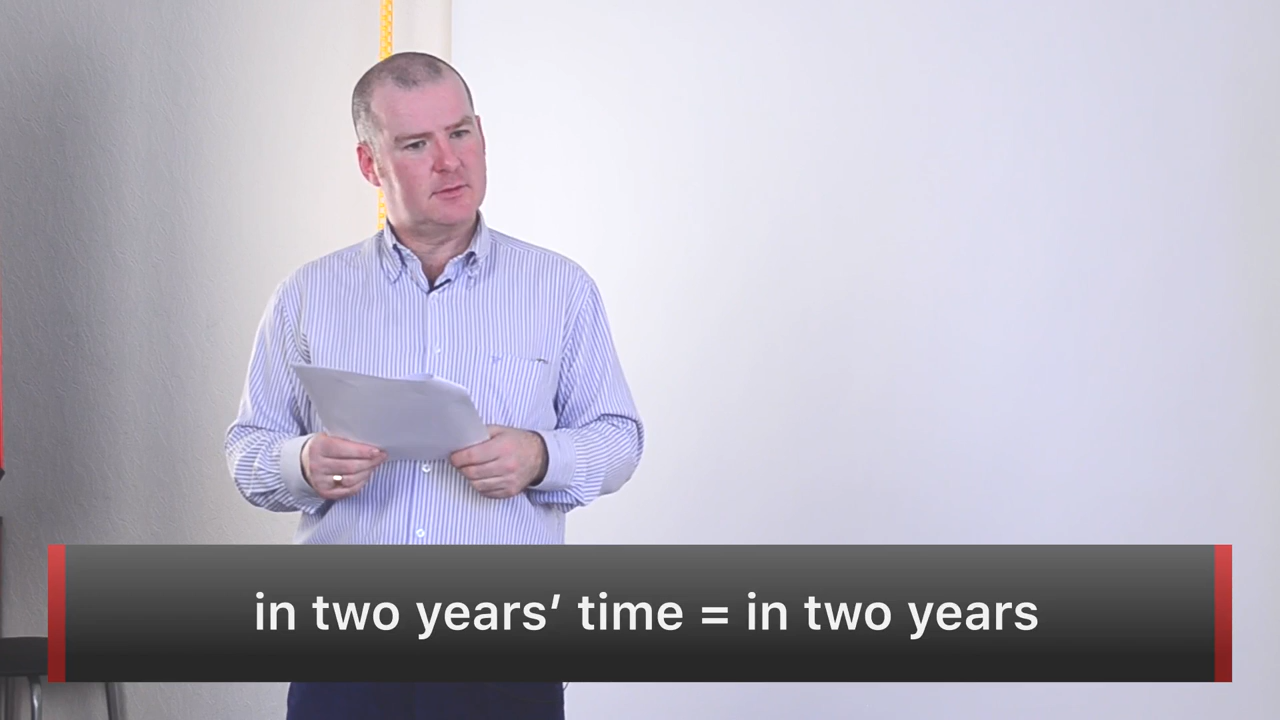 in two years’ time = in two years